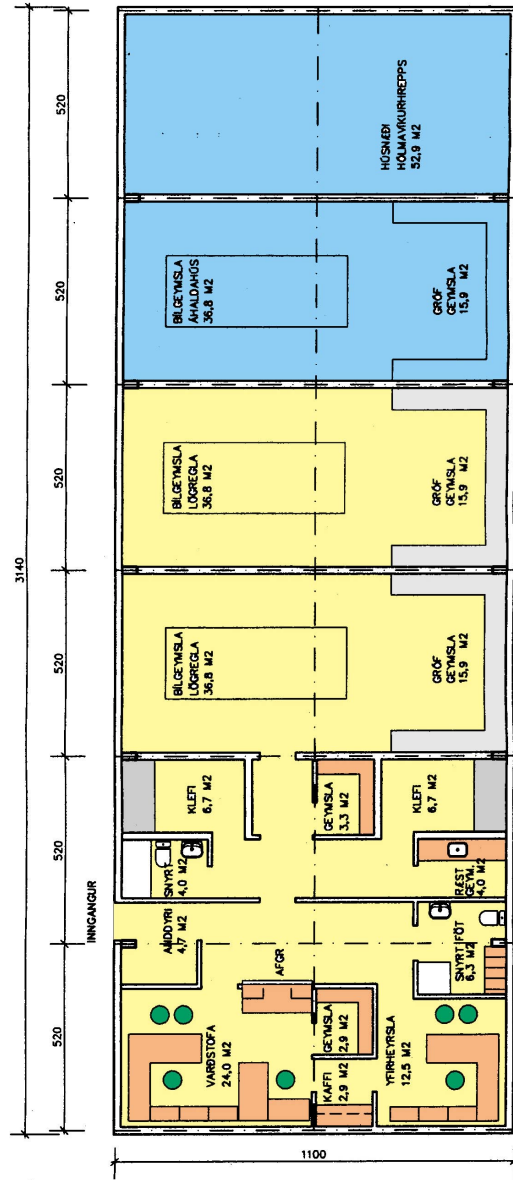 3140
520
520
520
520
520
520
1100
INNGANGUR
HÚSNÆÐI
HÓLMAVÍKURHREPPS
52,9 M2
BÍLGEYMSLA
ÁHALDAHÚS
36,8 M2
GRÓF
GEYMSLA
15,9 M2
BÍLGEYMSLA
LÖGREGLA
36,8 M2
GRÓF
GEYMSLA
15,9 M2
BÍLGEYMSLA
LÖGREGLA
36,8 M2
GRÓF
GEYMSLA
15,9 M2
KLEFI
6,7 M2
GEYMSLA
3,3 M2
KLEFI
6,7 M2
SNYRT
4,0 M2
RÆST
GEYM.
4,0 M2
ANDDYRI
4,7 M2
AFGR
SNYRT FÖT
6,3 M2
VARÐSTOFA
24,0 M2
GEYMSLA
2,9 M2
KAFFI
2,9 M2
YFIRHEYRSLA
12,5 M2